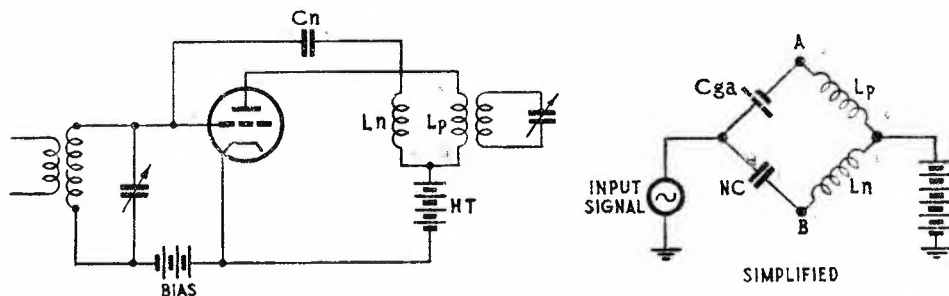 Cn
Ln
Lp
HT
BIAS
A
Cga
Lp
INPUT
SIGNAL
NC
Ln
B
SIMPLIFIED